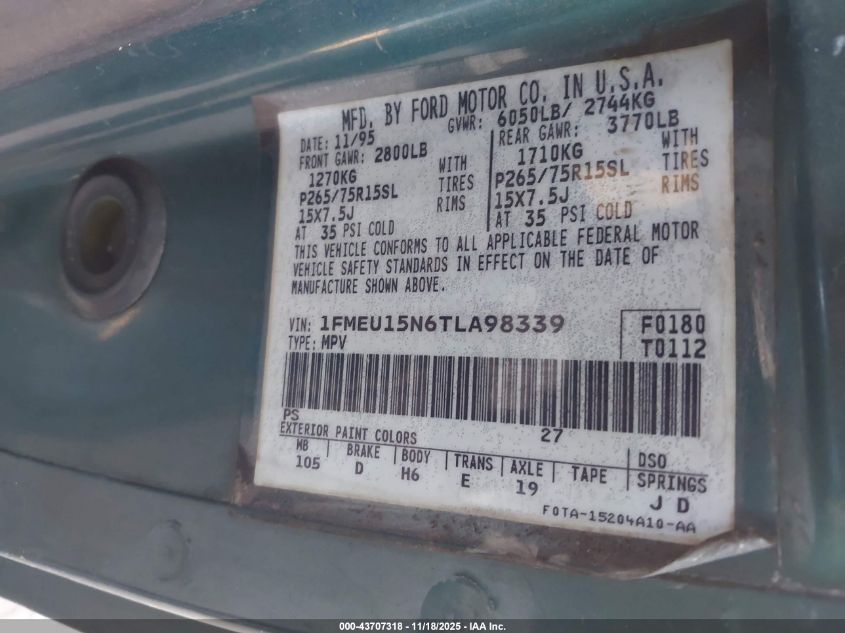 MFD. BY FORD MOTOR CO. IN U.S.A.
DATE: 11/95 GVWR: 6050LB/ 2744KG
FRONT GAWR: 2800LB REAR GAWR: 3770LB
1270KG WITH 1710KG WITH
P265/75R15SL TIRES P265/75R15SL TIRES
15X7.5J RIMS 15X7.5J RIMS
AT 35 PSI COLD AT 35 PSI COLD
THIS VEHICLE CONFORMS TO ALL APPLICABLE FEDERAL MOTOR
VEHICLE SAFETY STANDARDS IN EFFECT ON THE DATE OF
MANUFACTURE SHOWN ABOVE.
VIN: 1FMEU15N6TLA98339 F0180
TYPE: MPV T0112
PS 27
EXTERIOR PAINT COLORS DSO
WB BRAKE BODY TRANS AXLE TAPE SPRINGS
105 D H6 E 19 J D
F0TA-15204A10-AA
000-43707318 - 11/18/2025 - IAA Inc.